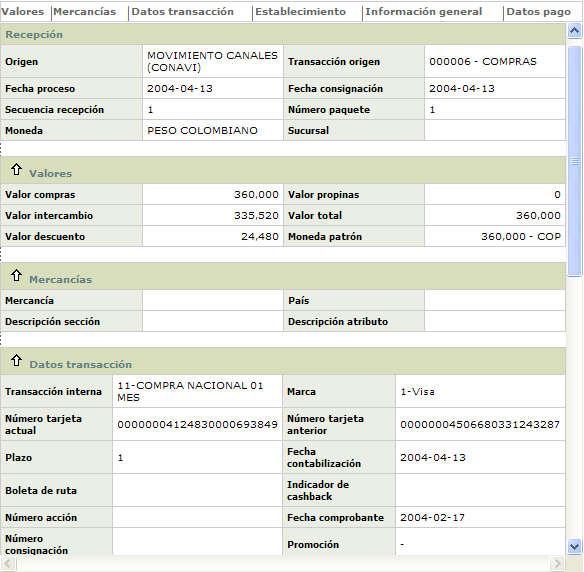 Valores Mercancías Datos transacción Establecimiento Información general Datos pago
Recepción
Origen MOVIMIENTO CANALES (CONAVI) Transacción origen 000006 - COMPRAS
Fecha proceso 2004-04-13 Fecha consignación 2004-04-13
Secuencia recepción 1 Número paquete 1
Moneda PESO COLOMBIANO Sucursal
Valores
Valor compras 360,000 Valor propinas 0
Valor intercambio 335,520 Valor total 360,000
Valor descuento 24,480 Moneda patrón 360,000 - COP
Mercancías
Mercancía País
Descripción sección Descripción atributo
Datos transacción
Transacción interna 11-COMPRA NACIONAL 01 MES Marca 1-Visa
Número tarjeta actual 00000004124830000693849 Número tarjeta anterior 0000000450668033124‌3287
Plazo 1 Fecha contabilización 2004-04-13
Boleta de ruta Indicador de cashback
Número acción Fecha comprobante 2004-02-17
Número consignación Promoción -